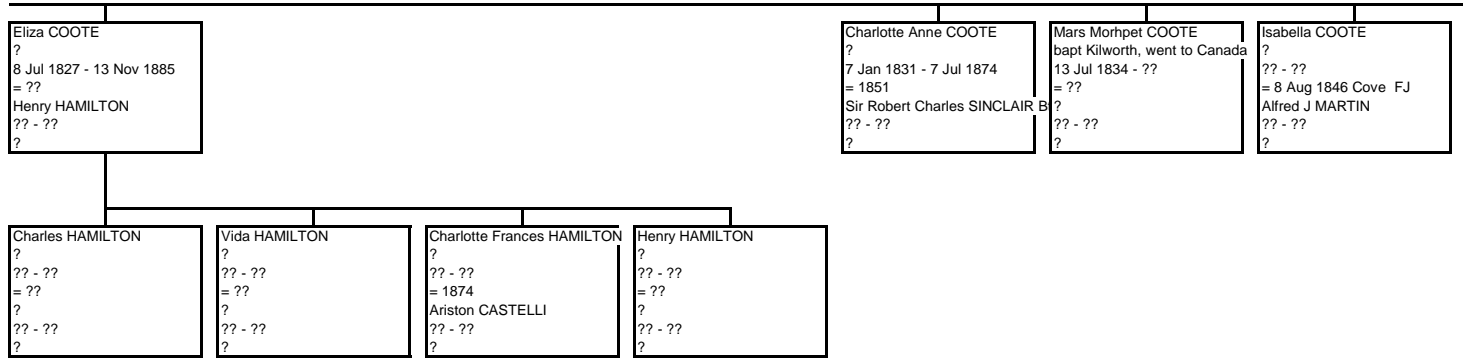 Eliza COOTE
?
8 Jul 1827 - 13 Nov 1885
= ??
Henry HAMILTON
?? - ??
?
Charlotte Anne COOTE
?
7 Jan 1831 - 7 Jul 1874
= 1851
Sir Robert Charles SINCLAIR
?? - ??
?
Mars Morhpet COOTE
bapt Kilworth, went to Canada
13 Jul 1834 - ??
= ??
?
?? - ??
?
Isabella COOTE
?
?? - ??
= 8 Aug 1846 Cove FJ
Alfred J MARTIN
?? - ??
?
Charles HAMILTON
?
?? - ??
= ??
?
?? - ??
?
Vida HAMILTON
?
?? - ??
= ??
?
?? - ??
?
Charlotte Frances HAMILTON
?
?? - ??
= 1874
Ariston CASTELLI
?? - ??
?
Henry HAMILTON
?
?? - ??
= ??
?
?? - ??
?